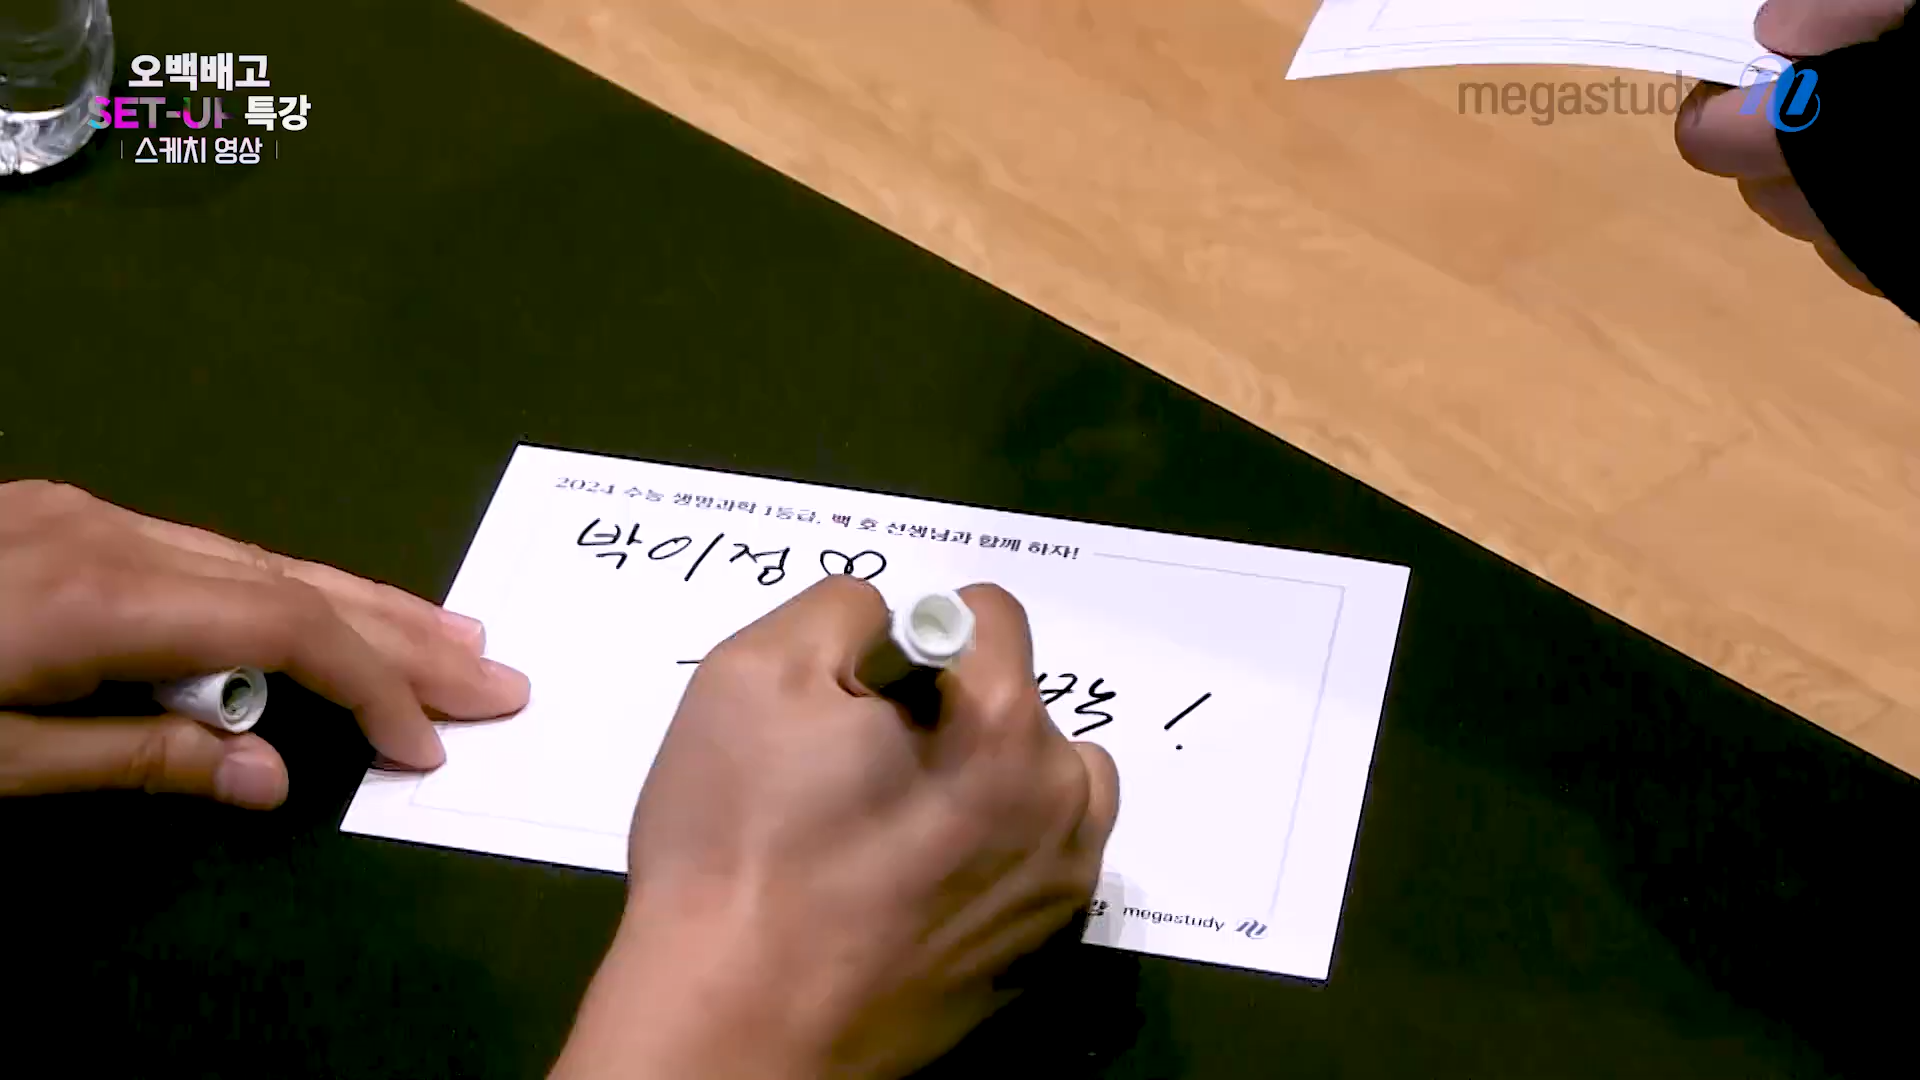 오백배고
SET-UP 특강
스케치 영상
megastudy
2024 수능 생명과학 1등급, 백 호 선생님과 함께 하자!
박이정
!
megastudy